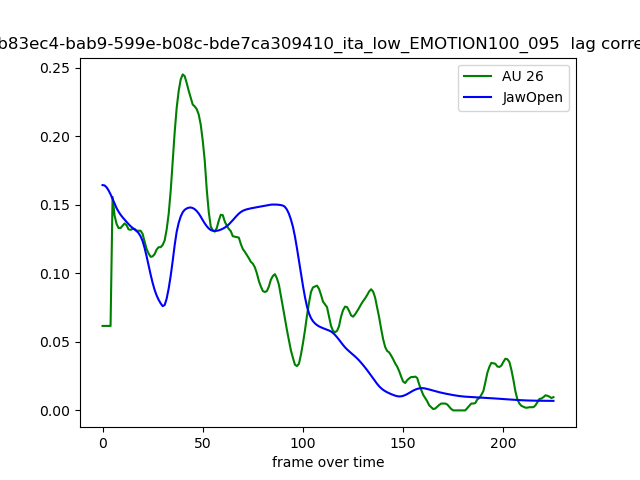 b83ec4-bab9-599e-b08c-bde7ca309410_ita_low_EMOTION100_095 lag corre
AU 26
JawOpen
0.25
0.20
0.15
0.10
0.05
0.00
0
50
100
150
200
frame over time